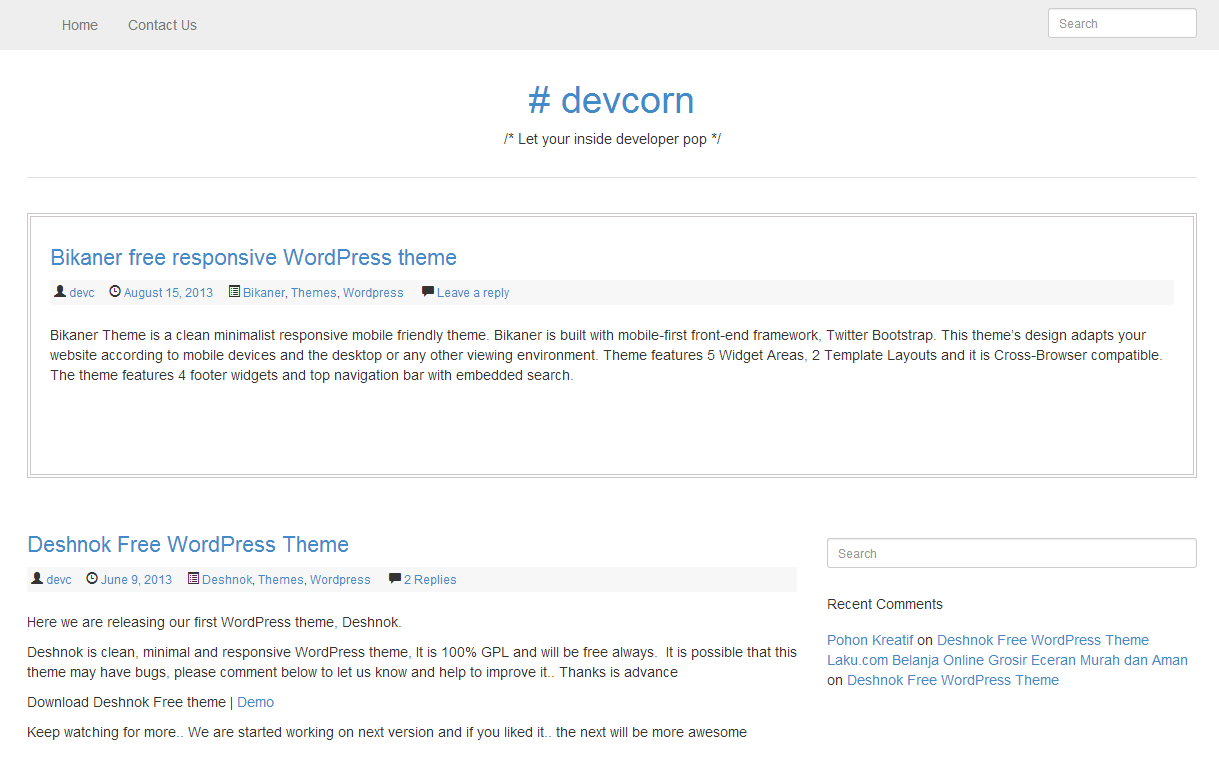 Home Contact Us Search
# devcorn
/* Let your inside developer pop */
Bikaner free responsive WordPress theme
devc August 15, 2013 Bikaner, Themes, Wordpress Leave a reply
Bikaner Theme is a clean minimalist responsive mobile friendly theme. Bikaner is built with mobile-first front-end framework, Twitter Bootstrap. This theme's design adapts your
website according to mobile devices and the desktop or any other viewing environment. Theme features 5 Widget Areas, 2 Template Layouts and it is Cross-Browser compatible.
The theme features 4 footer widgets and top navigation bar with embedded search.
Deshnok Free WordPress Theme
devc June 9, 2013 Deshnok, Themes, Wordpress 2 Replies
Here we are releasing our first WordPress theme, Deshnok.
Deshnok is clean, minimal and responsive WordPress theme, It is 100% GPL and will be free always.  It is possible that this
theme may have bugs, please comment below to let us know and help to improve it.. Thanks is advance
Download Deshnok Free theme | Demo
Keep watching for more.. We are started working on next version and if you liked it.. the next will be more awesome
Search
Recent Comments
Pohon Kreatif on Deshnok Free WordPress Theme
Laku.com Belanja Online Grosir Eceran Murah dan Aman
on Deshnok Free WordPress Theme